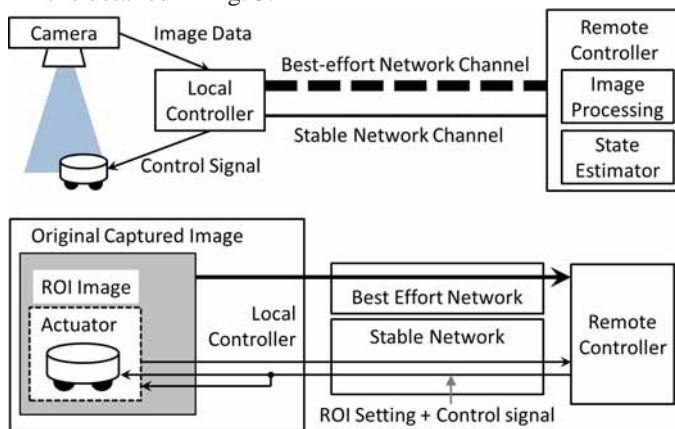 Camera
Image Data
Local
Controller
Control Signal
Best-effort Network Channel
Stable Network Channel
Remote
Controller
Image
Processing
State
Estimator
Original Captured Image
ROI Image
Actuator
Local
Controller
Best Effort Network
Stable Network
ROI Setting + Control signal
Remote
Controller